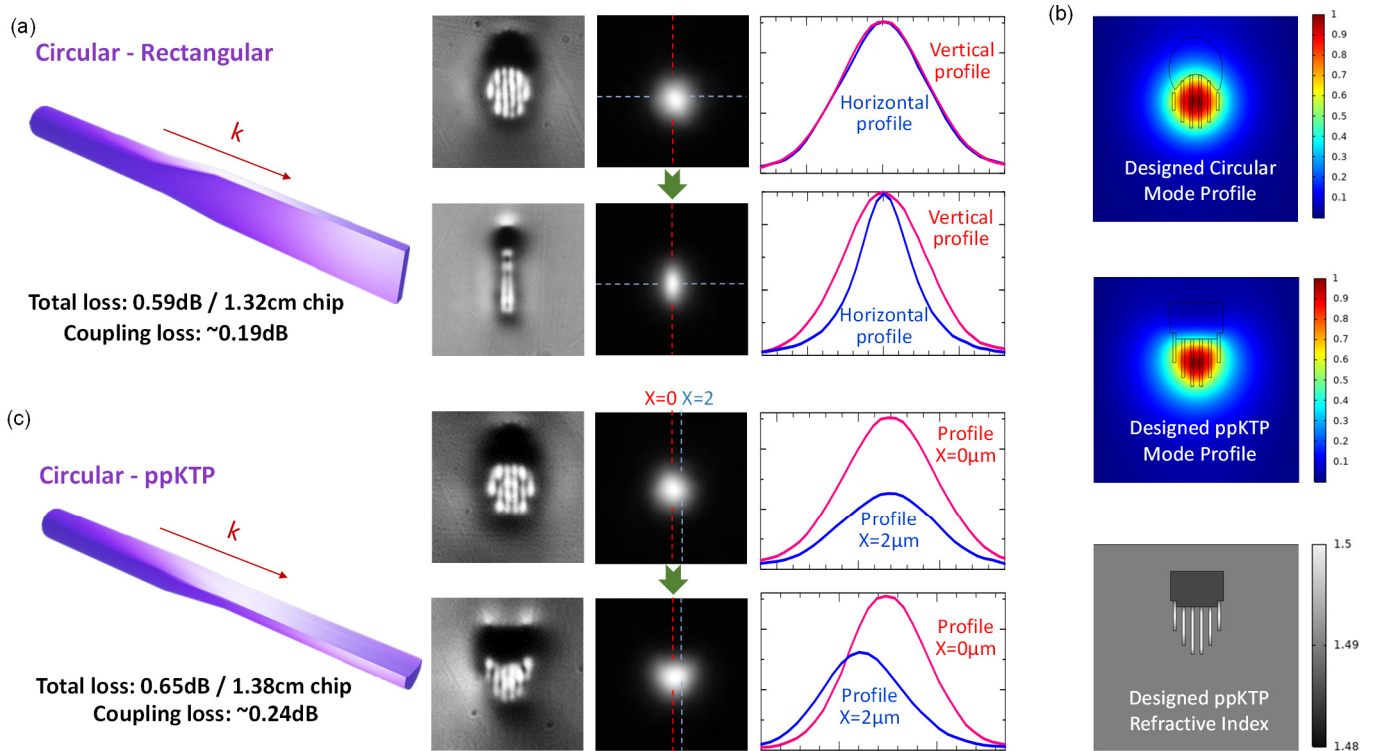 (a)
Circular - Rectangular
k
Total loss: 0.59dB / 1.32cm chip
Coupling loss: ~0.19dB
Vertical
profile
Horizontal
profile
Vertical
profile
Horizontal
profile
(b)
Designed Circular
Mode Profile
1
0.9
0.8
0.7
0.6
0.5
0.4
0.3
0.2
0.1
Designed ppKTP
Mode Profile
1
0.9
0.8
0.7
0.6
0.5
0.4
0.3
0.2
0.1
Designed ppKTP
Refractive Index
1.5
1.49
1.48
(c)
Circular - ppKTP
k
Total loss: 0.65dB / 1.38cm chip
Coupling loss: ~0.24dB
X=0 X=2
Profile
X=0μm
Profile
X=2μm
Profile
X=0μm
Profile
X=2μm